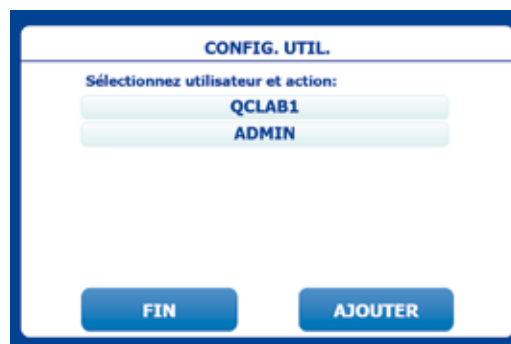 CONFIG. UTIL.
Sélectionnez utilisateur et action:
QCLAB1
ADMIN
FIN
AJOUTER